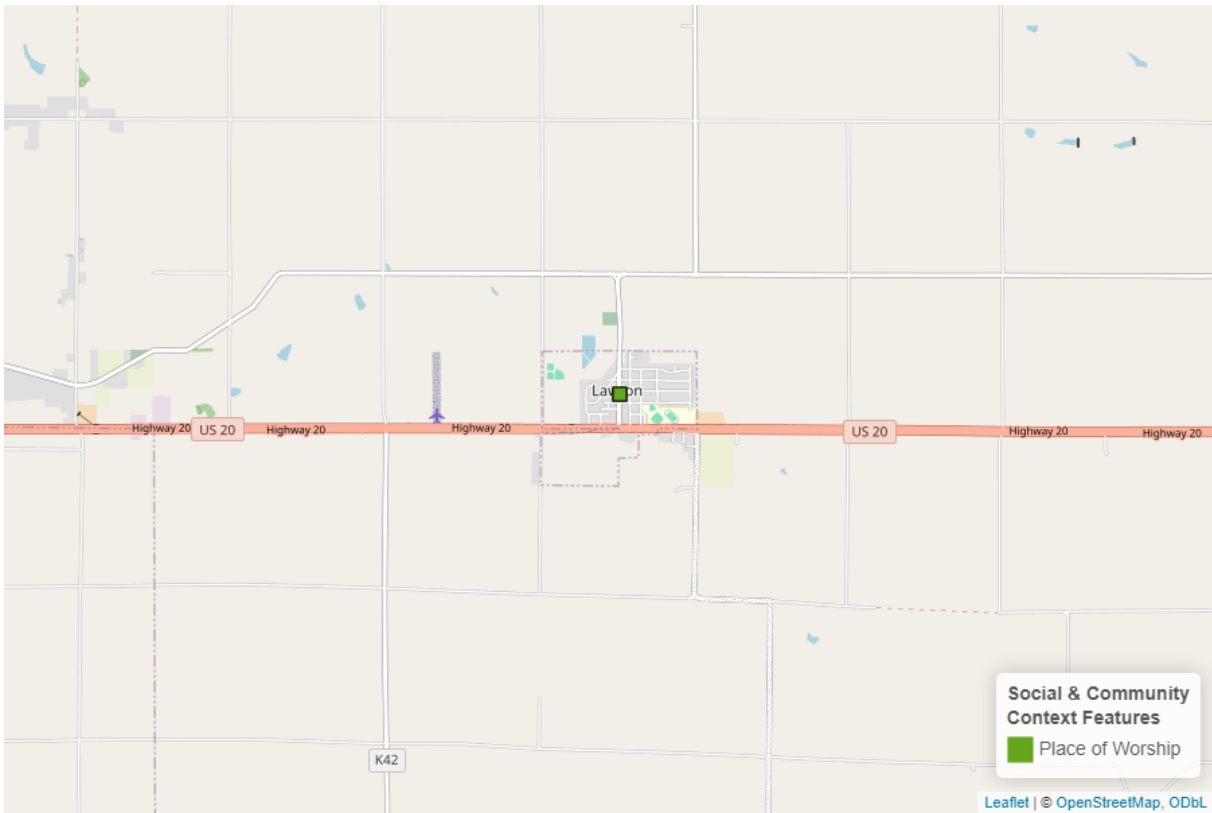 Lawton
Highway 20
US 20
Highway 20
Highway 20
US 20
Highway 20
Highway 20
K42
Social & Community
Context Features
Place of Worship
Leaflet | © OpenStreetMap, ODbL